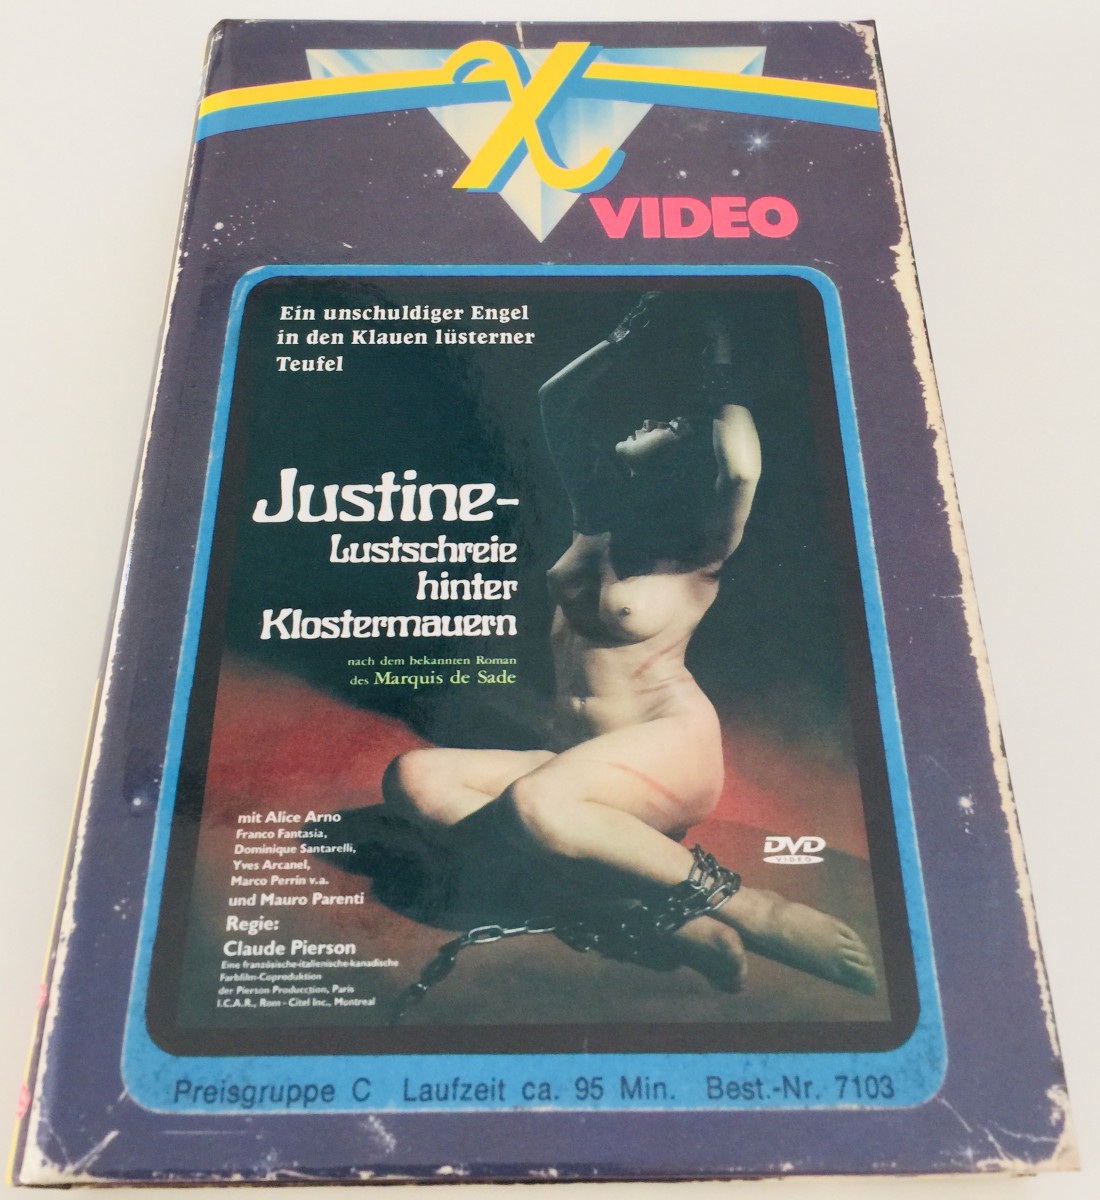 X
VIDEO
Ein unschuldiger Engel
in den Klauen lüsterner
Teufel
Justine-
Lustschreie
hinter
Klostermauern
nach dem bekannten Roman
des Marquis de Sade
mit Alice Arno
Franco Fantasia,
Dominique Santarelli,
Yves Arcanel,
Marco Perrin v.a.
und Mauro Parenti
Regie:
Claude Pierson
Eine französische-italienische-kanadische
Farbfilm-Coproduktion
der Pierson Production, Paris
I.C.A.R., Rom - Citel Inc., Montreal
DVD
VIDEO
Preisgruppe C Laufzeit ca. 95 Min. Best.-Nr. 7103